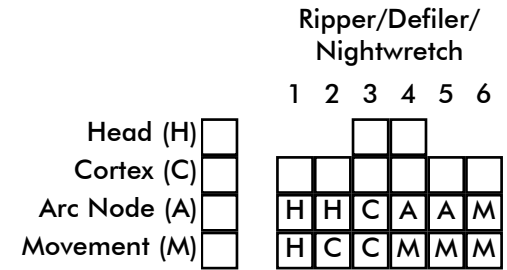 Ripper/Defiler/
Nightwretch
1 2 3 4 5 6
Head (H)
Cortex (C)
Arc Node (A) H H C A A M
Movement (M) H C C M M M